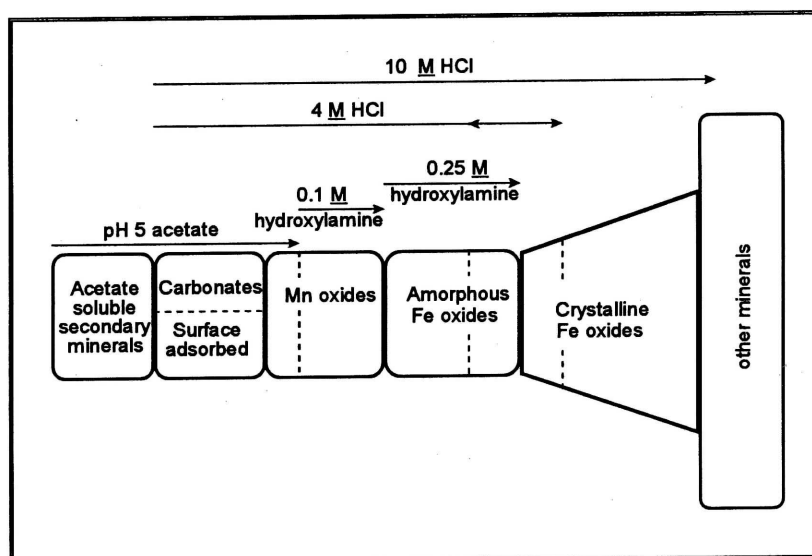 10 M HCl
4 M HCl
0.25 M
hydroxylamine
0.1 M
hydroxylamine
pH 5 acetate
Acetate
soluble
secondary
minerals
Carbonates
Surface
adsorbed
Mn oxides
Amorphous
Fe oxides
Crystalline
Fe oxides
other minerals